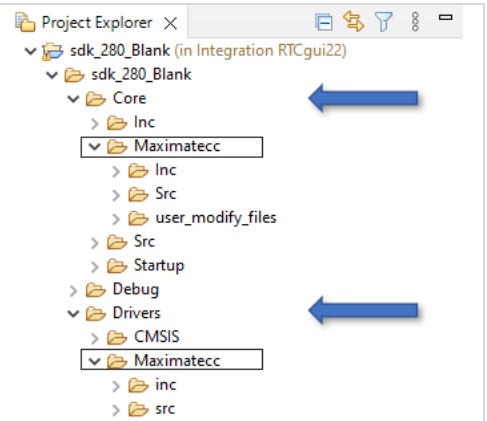 Project Explorer
sdk_280_Blank (in Integration RTCgui22)
sdk_280_Blank
Core
Inc
Maximatecc
Inc
Src
user_modify_files
Src
Startup
Debug
Drivers
CMSIS
Maximatecc
inc
src